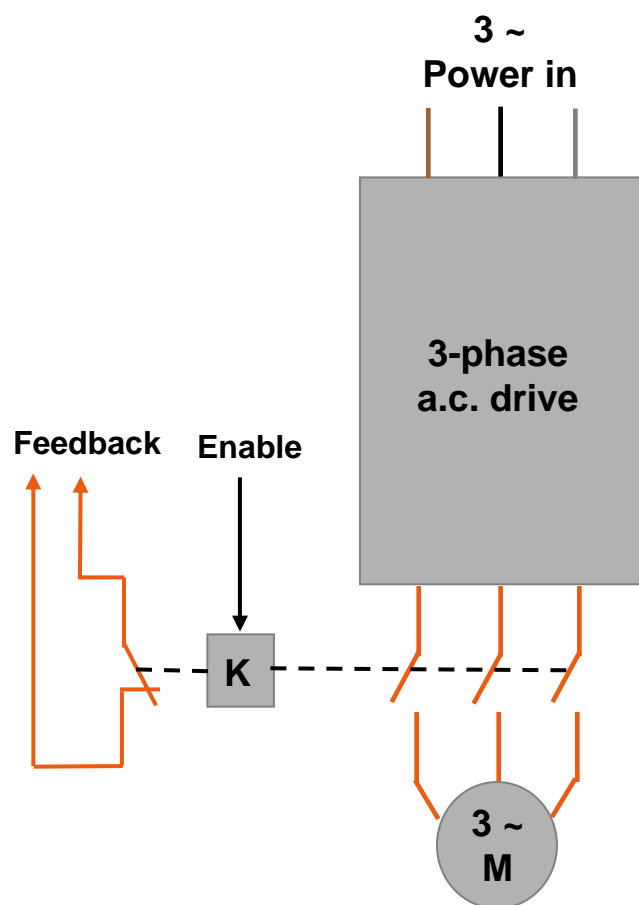 3 ~
Power in
3-phase
a.c. drive
Feedback
Enable
K
3 ~
M